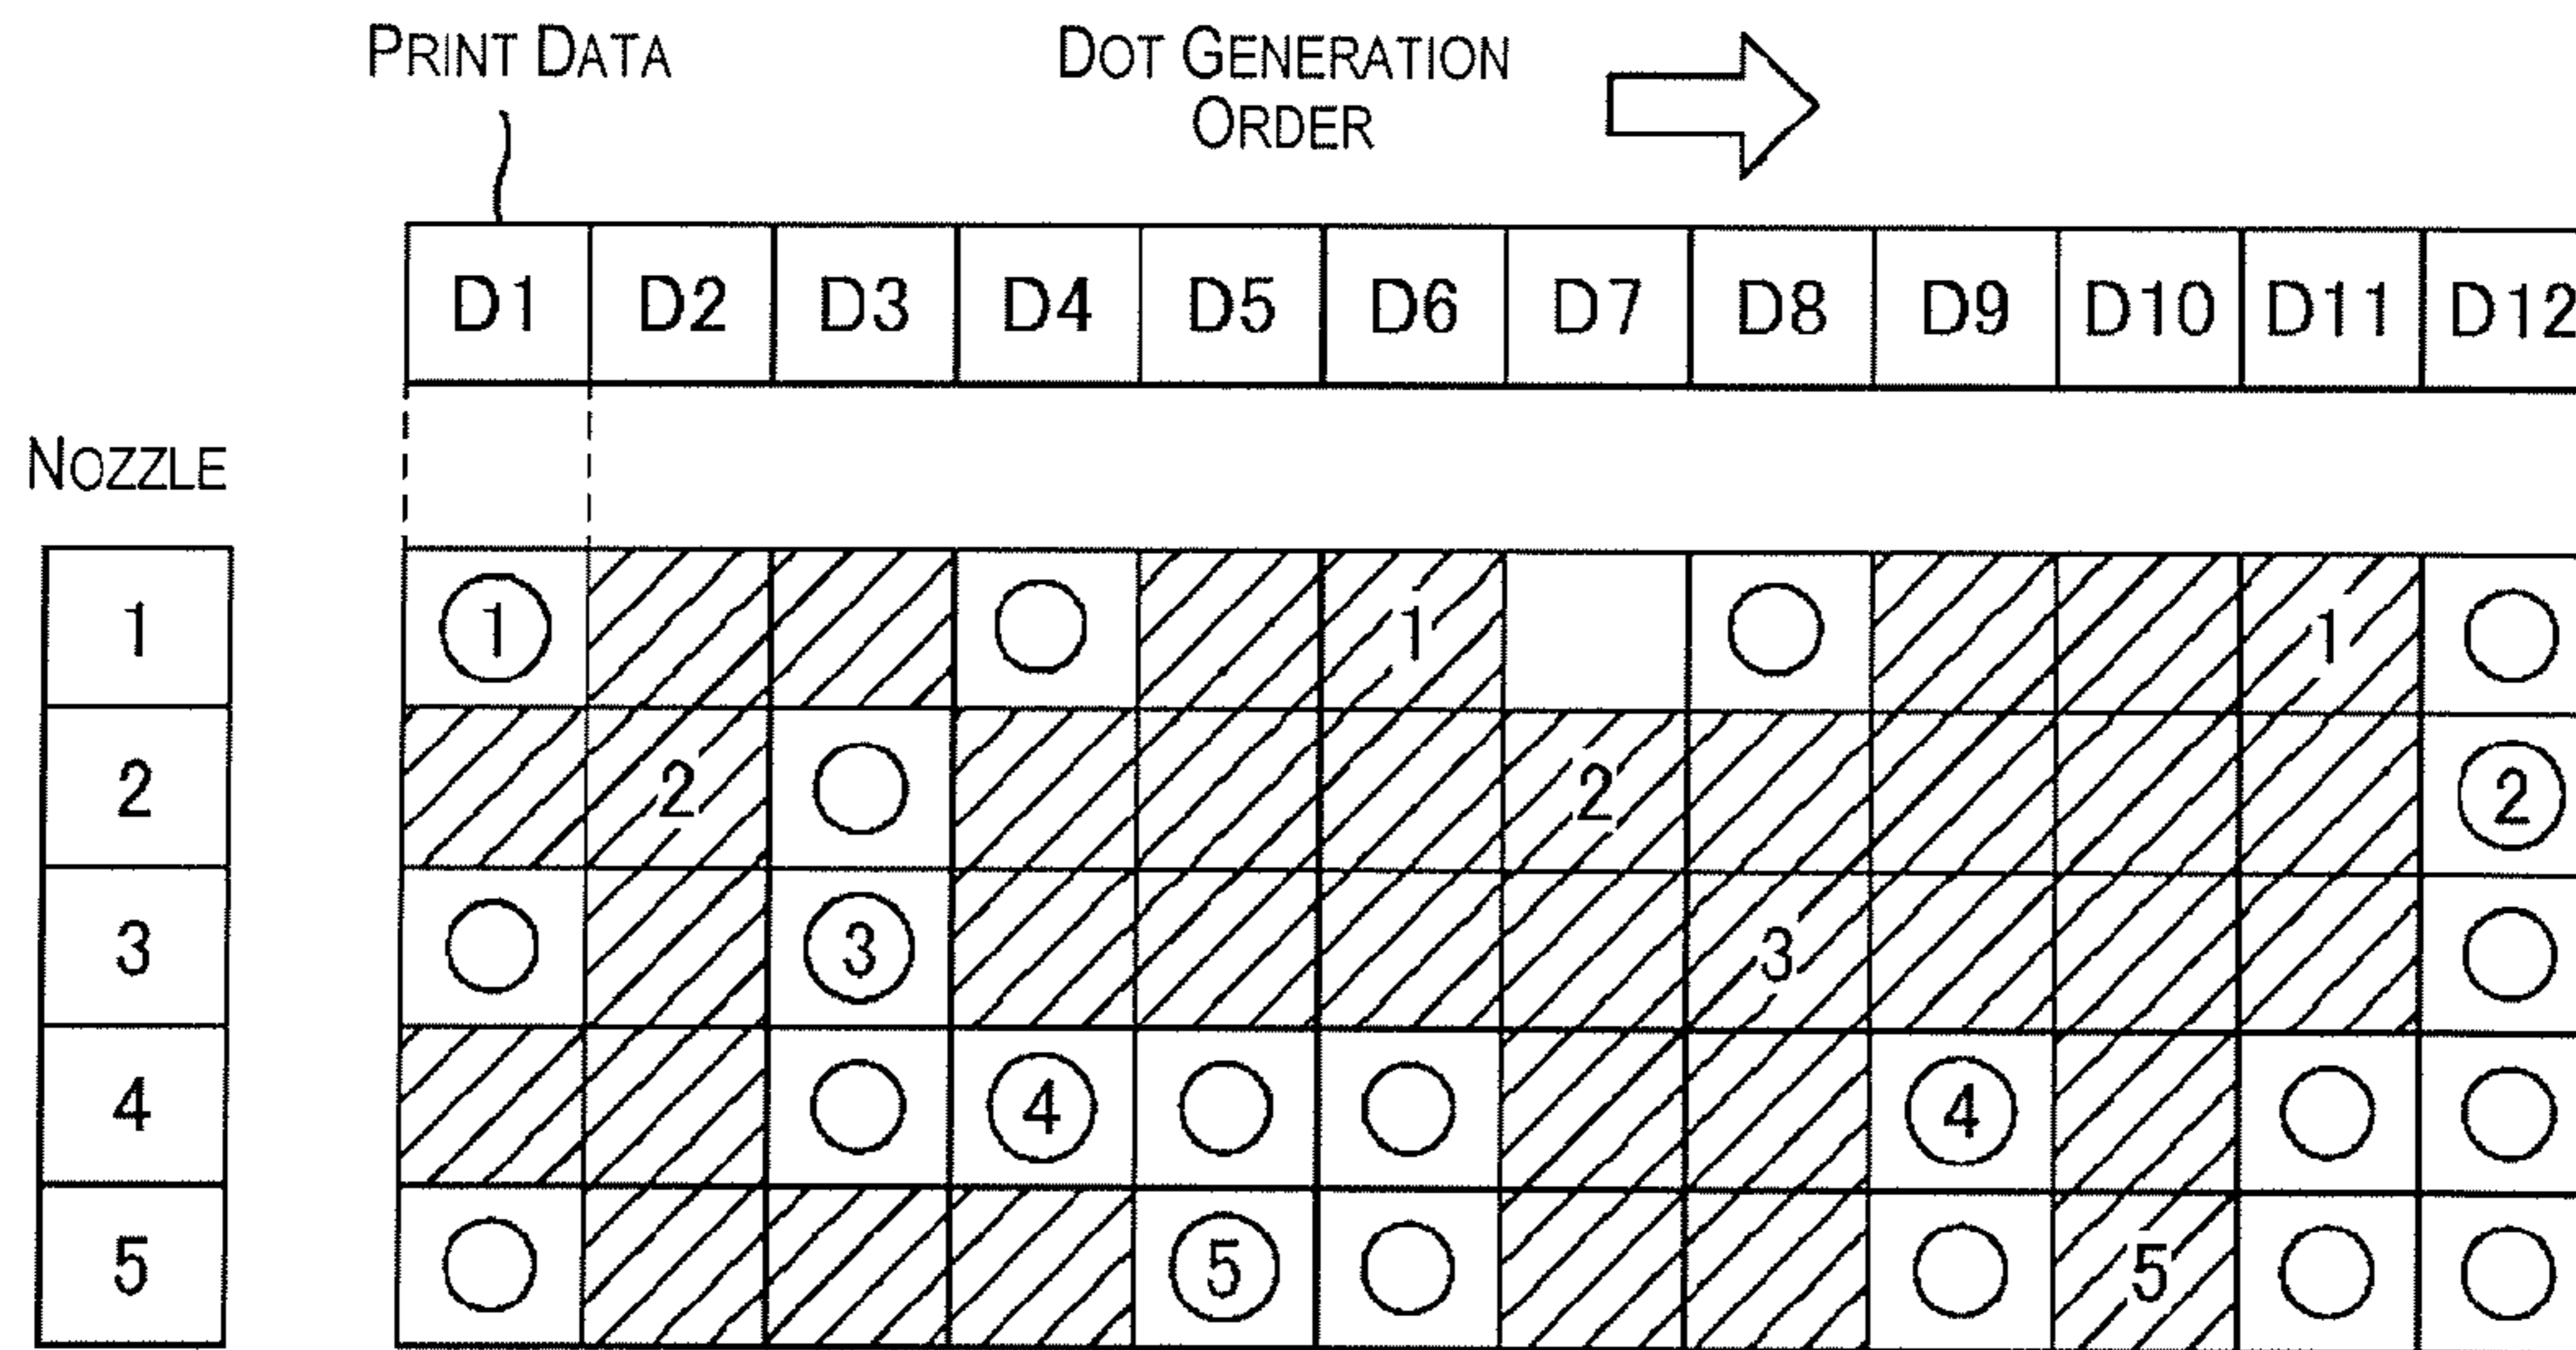 PRINT DATA
DOT GENERATION
ORDER
D1 D2 D3 D4 D5 D6 D7 D8 D9 D10 D11 D12
NOZZLE
1 1 1 1
2 2 2 2
3 3 3
4 4 4
5 5 5